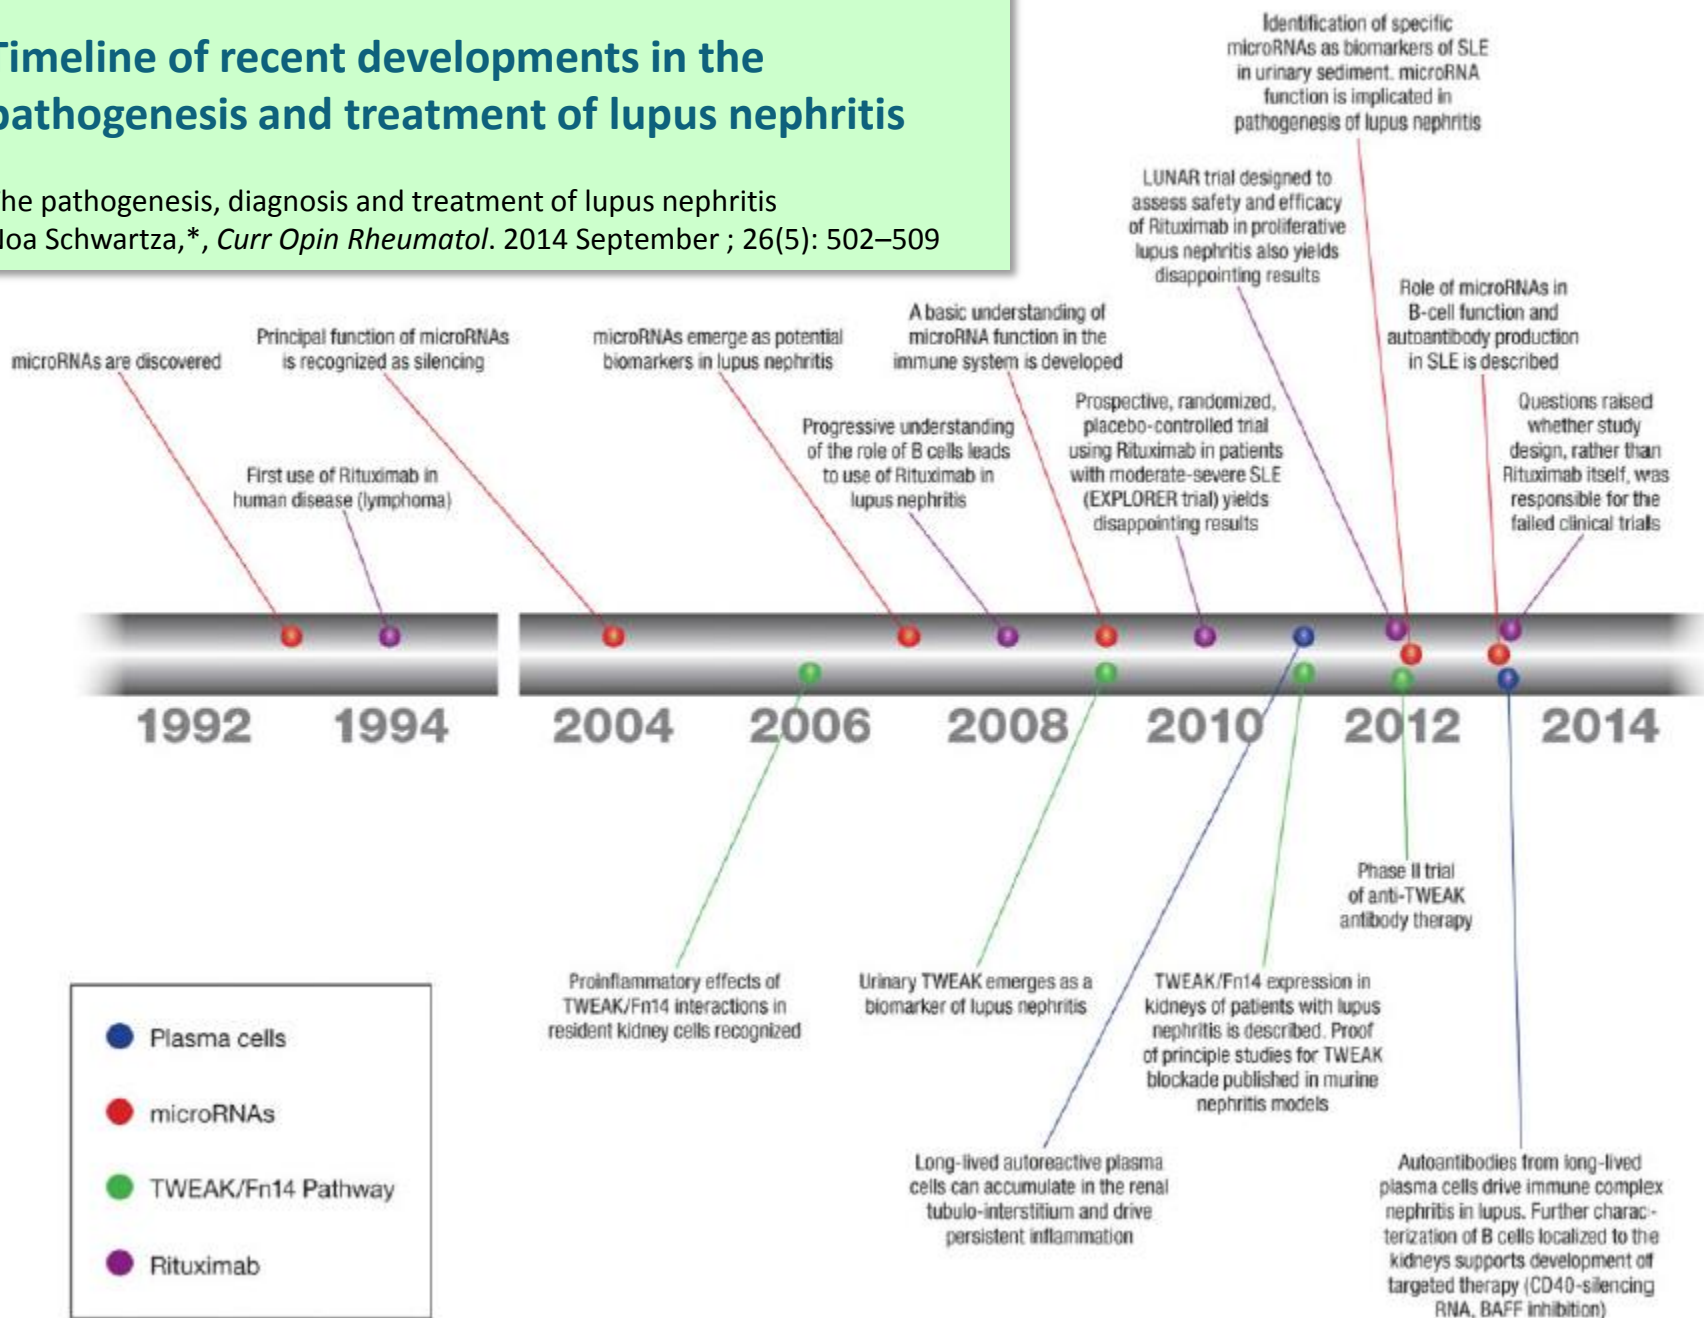 Timeline of recent developments in the
pathogenesis and treatment of lupus nephritis
The pathogenesis, diagnosis and treatment of lupus nephritis
Noa Schwartza,*, Curr Opin Rheumatol. 2014 September ; 26(5): 502–509
Identification of specific
microRNAs as biomarkers of SLE
in urinary sediment. microRNA
function is implicated in
pathogenesis of lupus nephritis
LUNAR trial designed to
assess safety and efficacy
of Rituximab in proliferative
lupus nephritis also yields
disappointing results
Role of microRNAs in
B-cell function and
autoantibody production
in SLE is described
microRNAs are discovered
Principal function of microRNAs
is recognized as silencing
microRNAs emerge as potential
biomarkers in lupus nephritis
A basic understanding of
microRNA function in the
immune system is developed
First use of Rituximab in
human disease (lymphoma)
Progressive understanding
of the role of B cells leads
to use of Rituximab in
lupus nephritis
Prospective, randomized,
placebo-controlled trial
using Rituximab in patients
with moderate-severe SLE
(EXPLORER trial) yields
disappointing results
Questions raised
whether study
design, rather than
Rituximab itself, was
responsible for the
failed clinical trials
1992 1994 2004 2006 2008 2010 2012 2014
Phase II trial
of anti-TWEAK
antibody therapy
Proinflammatory effects of
TWEAK/Fn14 interactions in
resident kidney cells recognized
Urinary TWEAK emerges as a
biomarker of lupus nephritis
TWEAK/Fn14 expression in
kidneys of patients with lupus
nephritis is described. Proof
of principle studies for TWEAK
blockade published in murine
nephritis models
Long-lived autoreactive plasma
cells can accumulate in the renal
tubulo-interstitium and drive
persistent inflammation
Autoantibodies from long-lived
plasma cells drive immune complex
nephritis in lupus. Further charac-
terization of B cells localized to the
kidneys supports development of
targeted therapy (CD40-silencing
RNA, BAFF inhibition)
Plasma cells
microRNAs
TWEAK/Fn14 Pathway
Rituximab